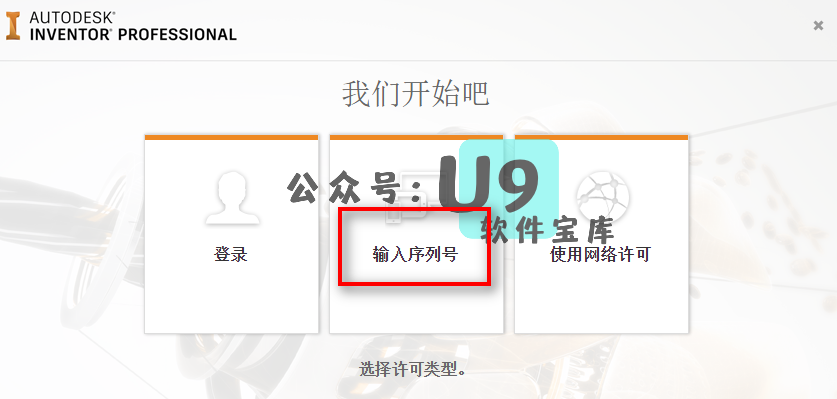 AUTODESK®
INVENTOR® PROFESSIONAL
我们开始吧
公众号：U9
软件宝库
登录
输入序列号
使用网络许可
选择许可类型。